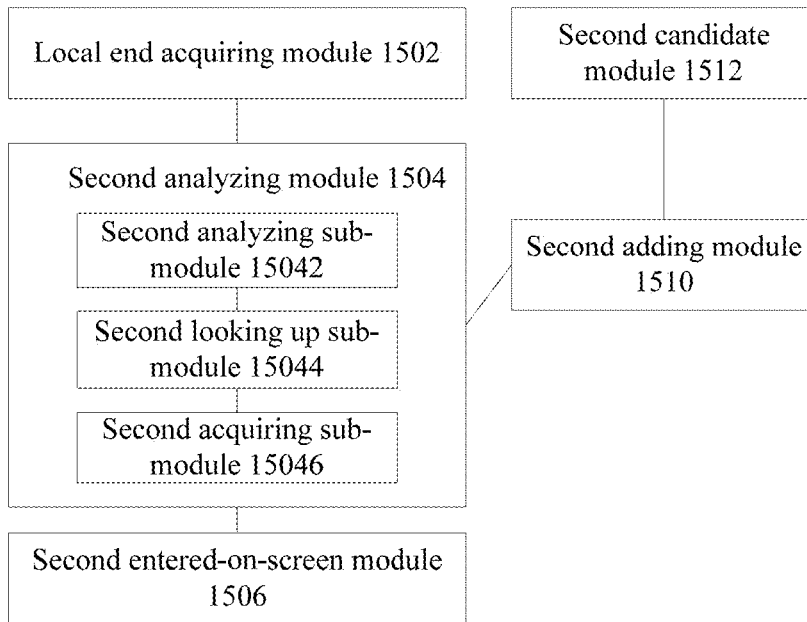 Local end acquiring module 1502
Second candidate
module 1512
Second analyzing module 1504
Second analyzing sub-
module 15042
Second looking up sub-
module 15044
Second acquiring sub-
module 15046
Second adding module
1510
Second entered-on-screen module
1506